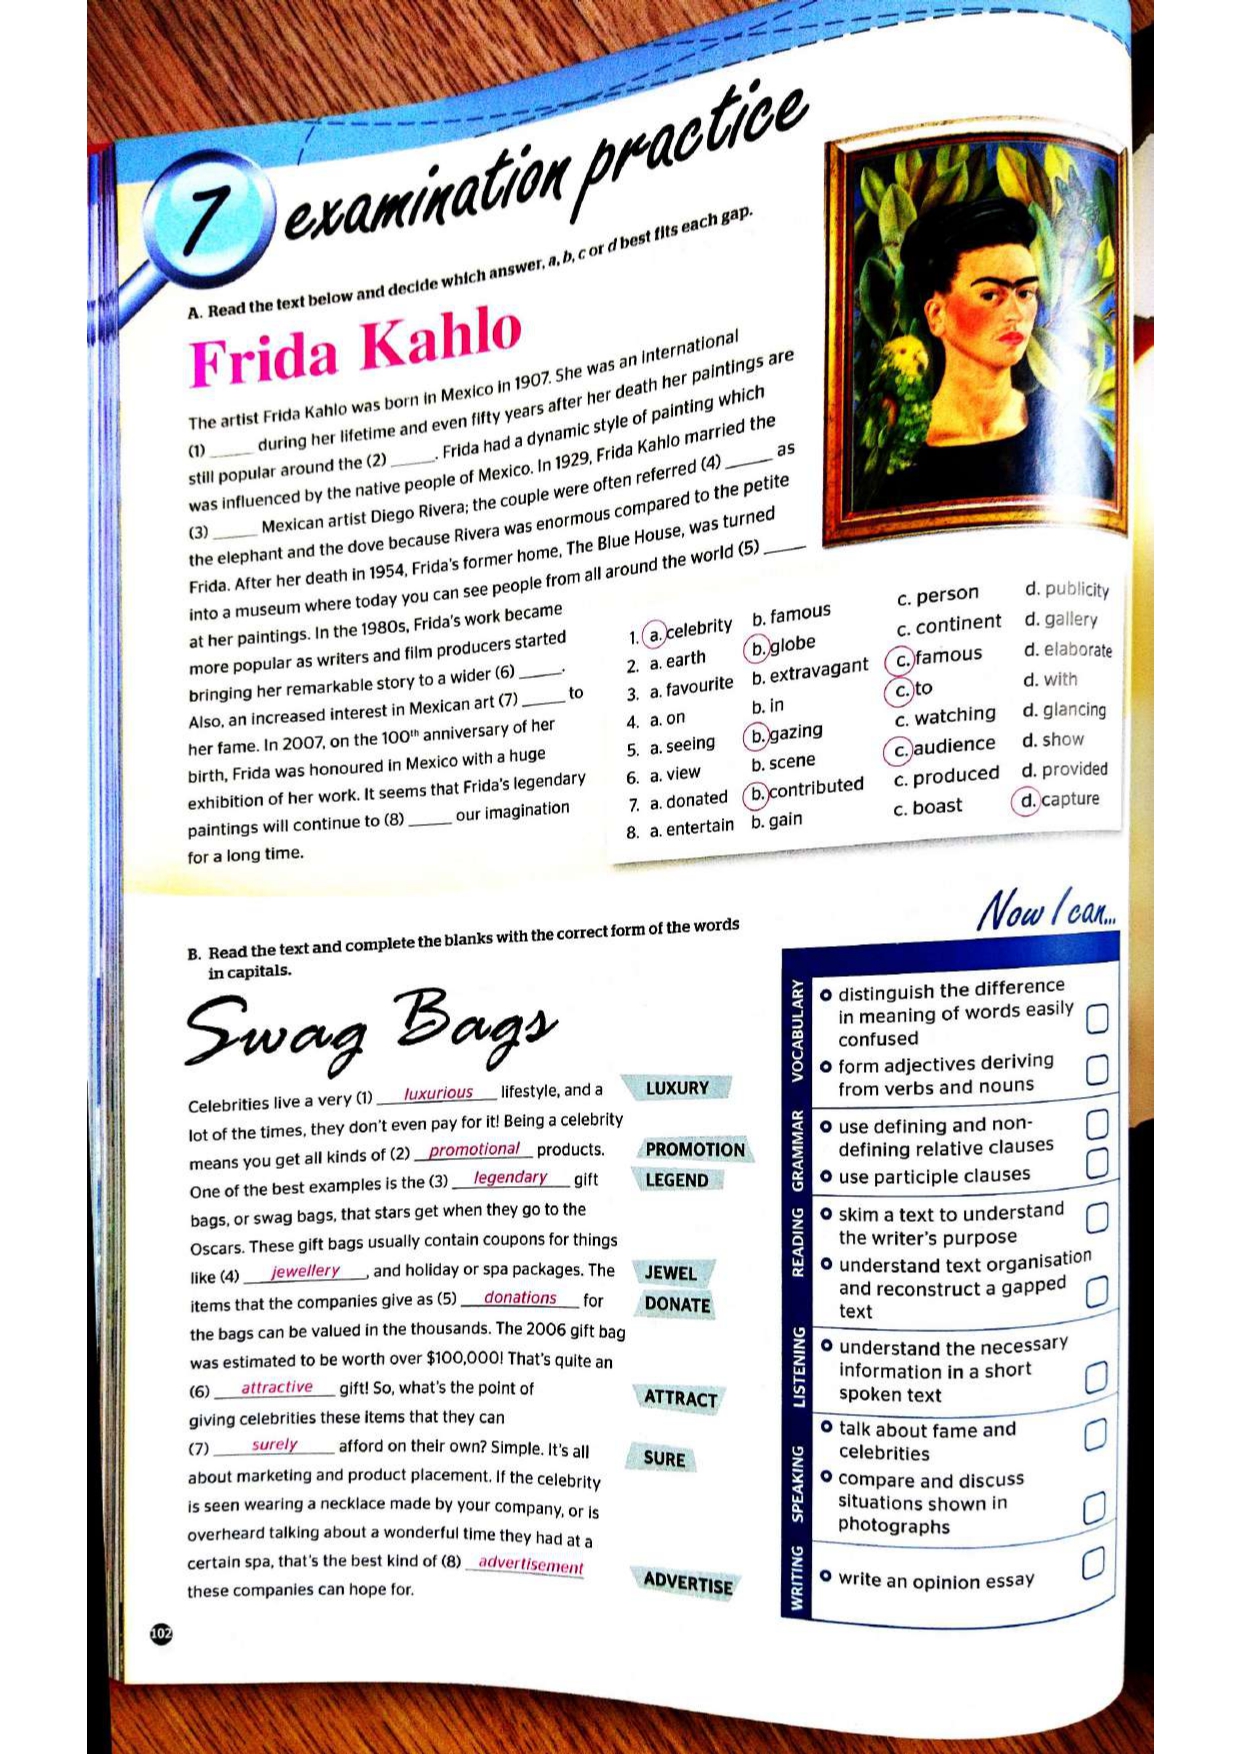 7 examination practice
A. Read the text below and decide which answer, a, b, c or d best fits each gap.
Frida Kahlo
The artist Frida Kahlo was born in Mexico in 1907. She was an international
(1) _____ during her lifetime and even fifty years after her death her paintings are
still popular around the (2) _____. Frida had a dynamic style of painting which
was influenced by the native people of Mexico. In 1929, Frida Kahlo married the
(3) _____ Mexican artist Diego Rivera; the couple were often referred (4) _____ as
the elephant and the dove because Rivera was enormous compared to the petite
Frida. After her death in 1954, Frida's former home, The Blue House, was turned
into a museum where today you can see people from all around the world (5) _____
at her paintings. In the 1980s, Frida's work became
more popular as writers and film producers started
bringing her remarkable story to a wider (6) _____.
Also, an increased interest in Mexican art (7) _____ to
her fame. In 2007, on the 100th anniversary of her
birth, Frida was honoured in Mexico with a huge
exhibition of her work. It seems that Frida's legendary
paintings will continue to (8) _____ our imagination
for a long time.
1. a. celebrity b. famous c. person d. publicity
2. a. earth b. globe c. continent d. gallery
3. a. favourite b. extravagant c. famous d. elaborate
4. a. on b. in c. to d. with
5. a. seeing b. gazing c. watching d. glancing
6. a. view b. scene c. audience d. show
7. a. donated b. contributed c. produced d. provided
8. a. entertain b. gain c. boast d. capture
B. Read the text and complete the blanks with the correct form of the words
in capitals.
Swag Bags
Celebrities live a very (1) luxurious lifestyle, and a LUXURY
lot of the times, they don't even pay for it! Being a celebrity
means you get all kinds of (2) promotional products. PROMOTION
One of the best examples is the (3) legendary gift LEGEND
bags, or swag bags, that stars get when they go to the
Oscars. These gift bags usually contain coupons for things
like (4) jewellery, and holiday or spa packages. The JEWEL
items that the companies give as (5) donations for DONATE
the bags can be valued in the thousands. The 2006 gift bag
was estimated to be worth over $100,000! That's quite an
(6) attractive gift! So, what's the point of ATTRACT
giving celebrities these items that they can
(7) surely afford on their own? Simple. It's all SURE
about marketing and product placement. If the celebrity
is seen wearing a necklace made by your company, or is
overheard talking about a wonderful time they had at a
certain spa, that's the best kind of (8) advertisement ADVERTISE
these companies can hope for.
Now I can...
VOCABULARY
distinguish the difference
in meaning of words easily
confused
form adjectives deriving
from verbs and nouns
GRAMMAR
use defining and non-
defining relative clauses
use participle clauses
READING
skim a text to understand
the writer's purpose
understand text organisation
and reconstruct a gapped
text
LISTENING
understand the necessary
information in a short
spoken text
SPEAKING
talk about fame and
celebrities
compare and discuss
situations shown in
photographs
WRITING
write an opinion essay
102